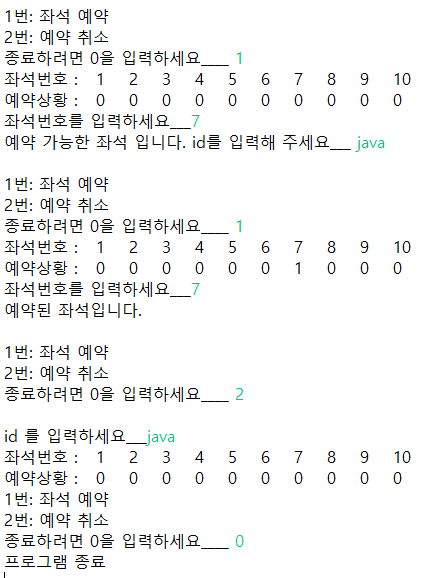 1번: 좌석 예약
2번: 예약 취소
종료하려면 0을 입력하세요____ 1
좌석번호 : 1 2 3 4 5 6 7 8 9 10
예약상황 : 0 0 0 0 0 0 0 0 0 0
좌석번호를 입력하세요___7
예약 가능한 좌석 입니다. id를 입력해 주세요___ java
1번: 좌석 예약
2번: 예약 취소
종료하려면 0을 입력하세요____ 1
좌석번호 : 1 2 3 4 5 6 7 8 9 10
예약상황 : 0 0 0 0 0 0 1 0 0 0
좌석번호를 입력하세요___7
예약된 좌석입니다.
1번: 좌석 예약
2번: 예약 취소
종료하려면 0을 입력하세요____ 2
id 를 입력하세요___java
좌석번호 : 1 2 3 4 5 6 7 8 9 10
예약상황 : 0 0 0 0 0 0 0 0 0 0
1번: 좌석 예약
2번: 예약 취소
종료하려면 0을 입력하세요____ 0
프로그램 종료